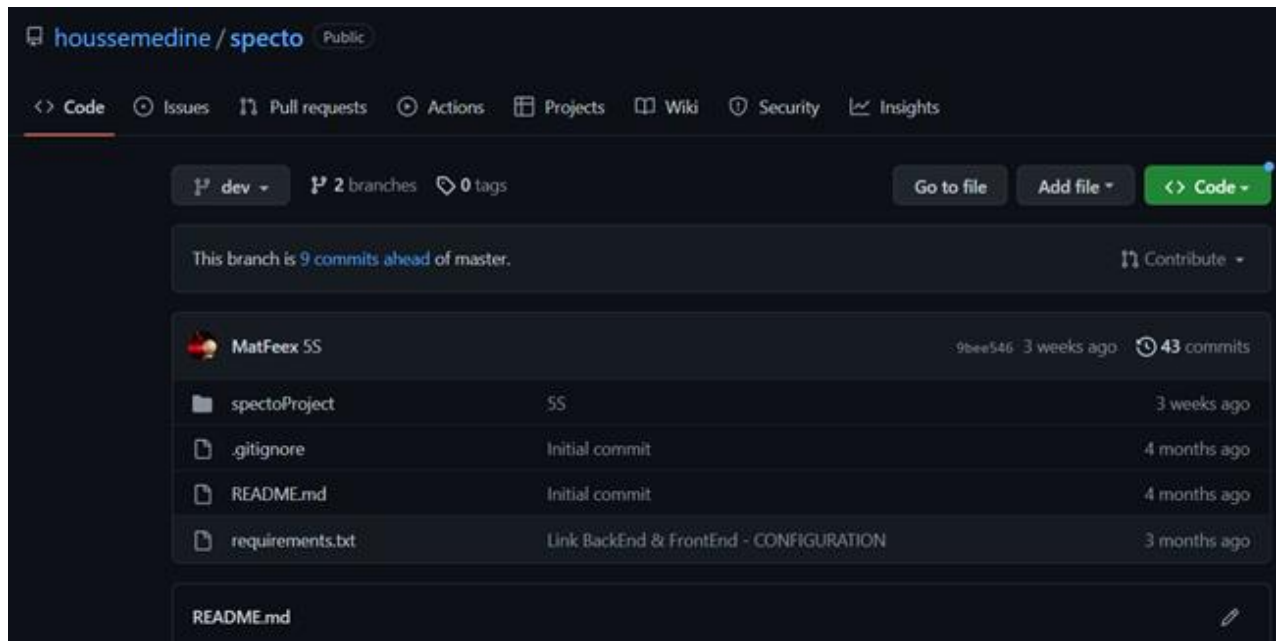 houssemedine / specto Public
<> Code Issues Pull requests Actions Projects Wiki Security Insights
dev 2 branches 0 tags Go to file Add file <> Code
This branch is 9 commits ahead of master. Contribute
MatFeex 5S 9bee546 3 weeks ago 43 commits
spectoProject 5S 3 weeks ago
.gitignore Initial commit 4 months ago
README.md Initial commit 4 months ago
requirements.txt Link BackEnd & FrontEnd - CONFIGURATION 3 months ago
README.md